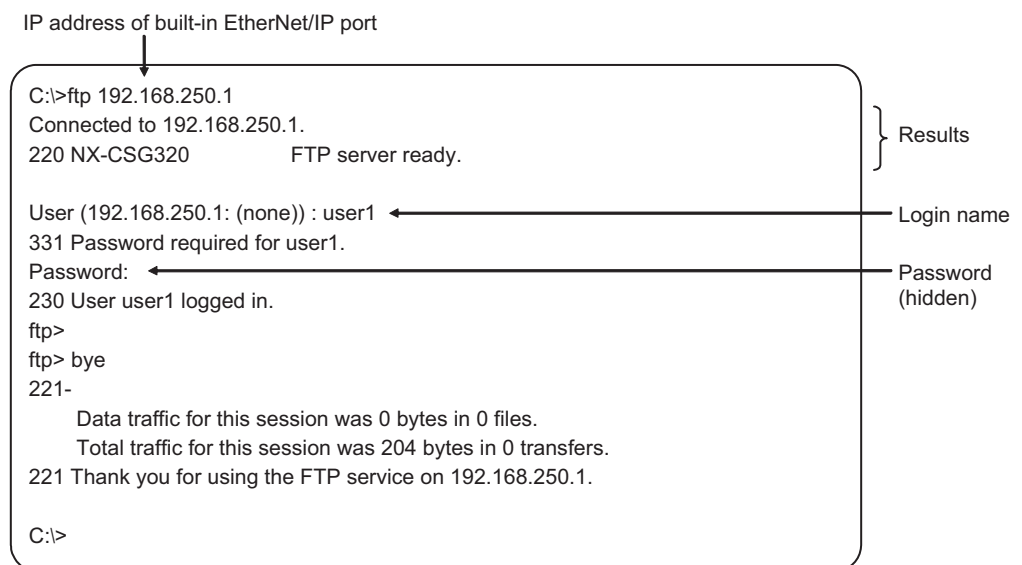 IP address of built-in EtherNet/IP port
C:\>ftp 192.168.250.1
Connected to 192.168.250.1.
220 NX-CSG320 FTP server ready.
Results
User (192.168.250.1: (none)) : user1
Login name
331 Password required for user1.
Password:
Password
(hidden)
230 User user1 logged in.
ftp>
ftp> bye
221-
Data traffic for this session was 0 bytes in 0 files.
Total traffic for this session was 204 bytes in 0 transfers.
221 Thank you for using the FTP service on 192.168.250.1.
C:\>